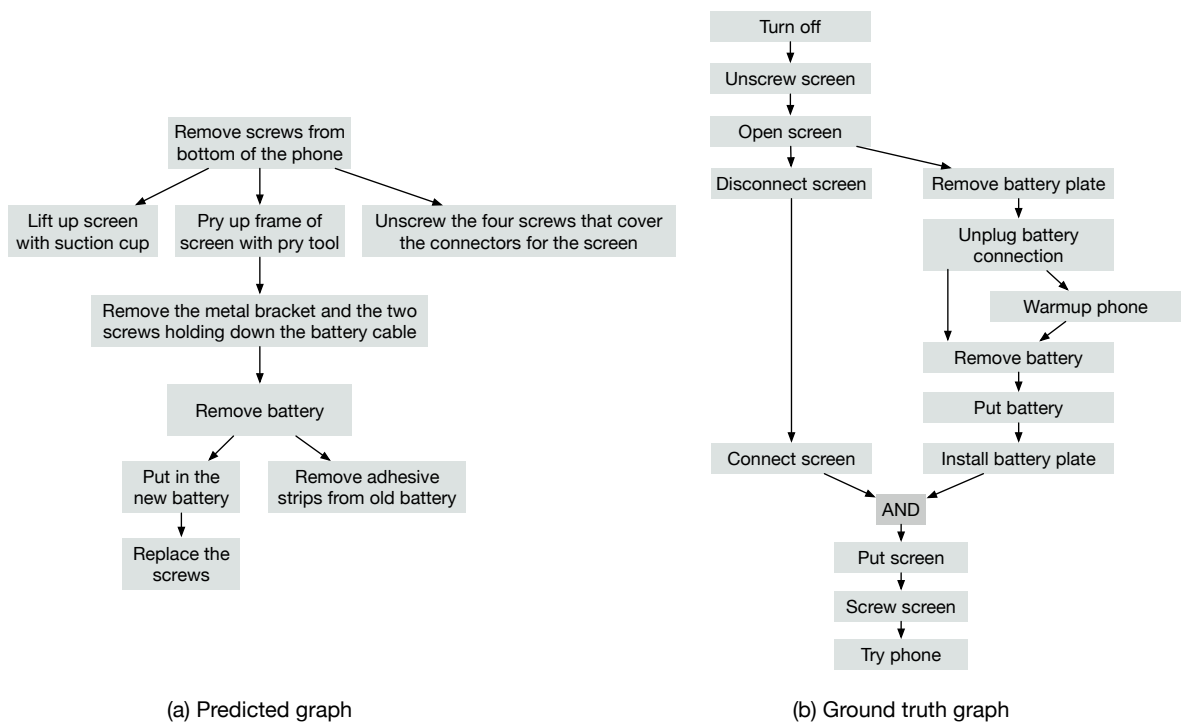 Remove screws from
bottom of the phone
Lift up screen
with suction cup
Pry up frame of
screen with pry tool
Unscrew the four screws that cover
the connectors for the screen
Remove the metal bracket and the two
screws holding down the battery cable
Remove battery
Put in the
new battery
Remove adhesive
strips from old battery
Replace the
screws
(a) Predicted graph
Turn off
Unscrew screen
Open screen
Disconnect screen
Remove battery plate
Unplug battery
connection
Warmup phone
Remove battery
Put battery
Connect screen
Install battery plate
AND
Put screen
Screw screen
Try phone
(b) Ground truth graph